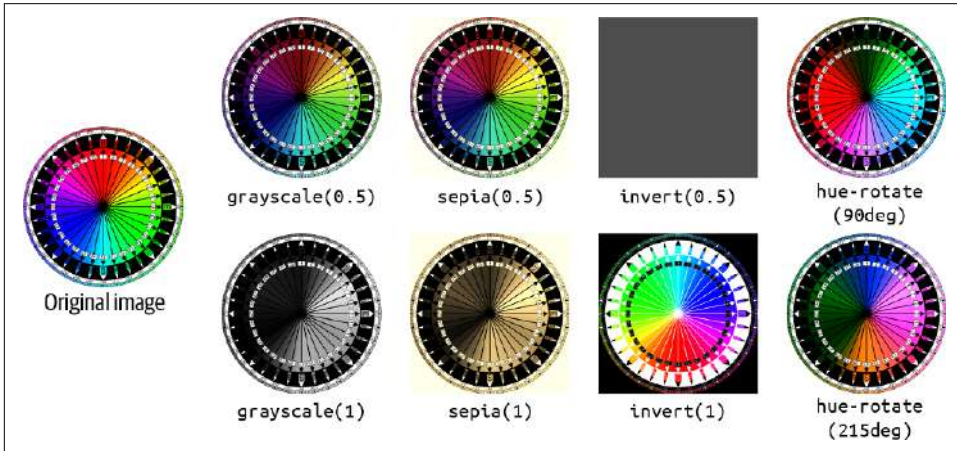 grayscale(0.5)
sepia(0.5)
invert(0.5)
hue-rotate
(90deg)
Original image
grayscale(1)
sepia(1)
invert(1)
hue-rotate
(215deg)